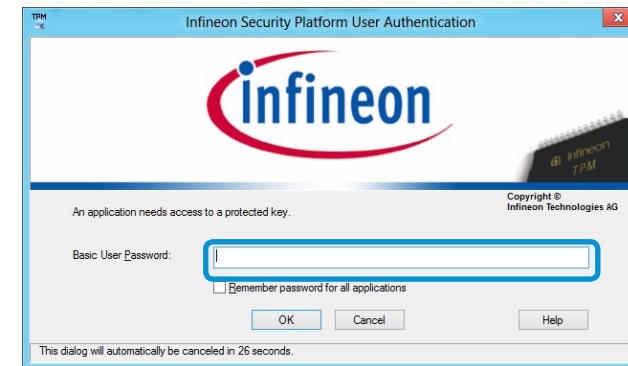 TPM
Infineon Security Platform User Authentication
x
infineon
infineon
TPM
Copyright ©
Infineon Technologies AG
An application needs access to a protected key.
Basic User Password:
Remember password for all applications
OK Cancel Help
This dialog will automatically be canceled in 26 seconds.